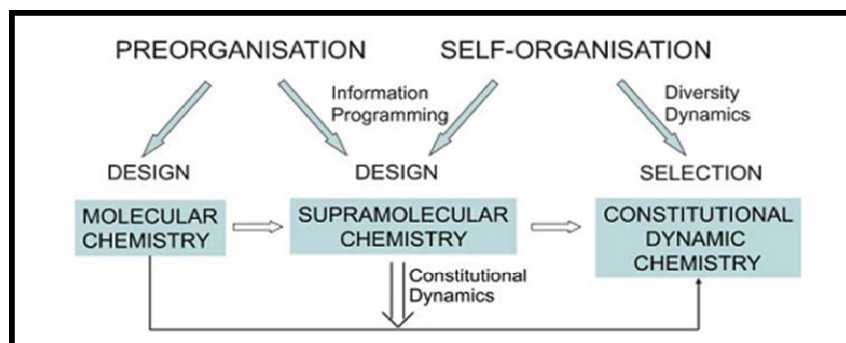 PREORGANISATION SELF-ORGANISATION
Information
Programming
Diversity
Dynamics
DESIGN DESIGN SELECTION
MOLECULAR
CHEMISTRY
SUPRAMOLECULAR
CHEMISTRY
CONSTITUTIONAL
DYNAMIC
CHEMISTRY
Constitutional
Dynamics